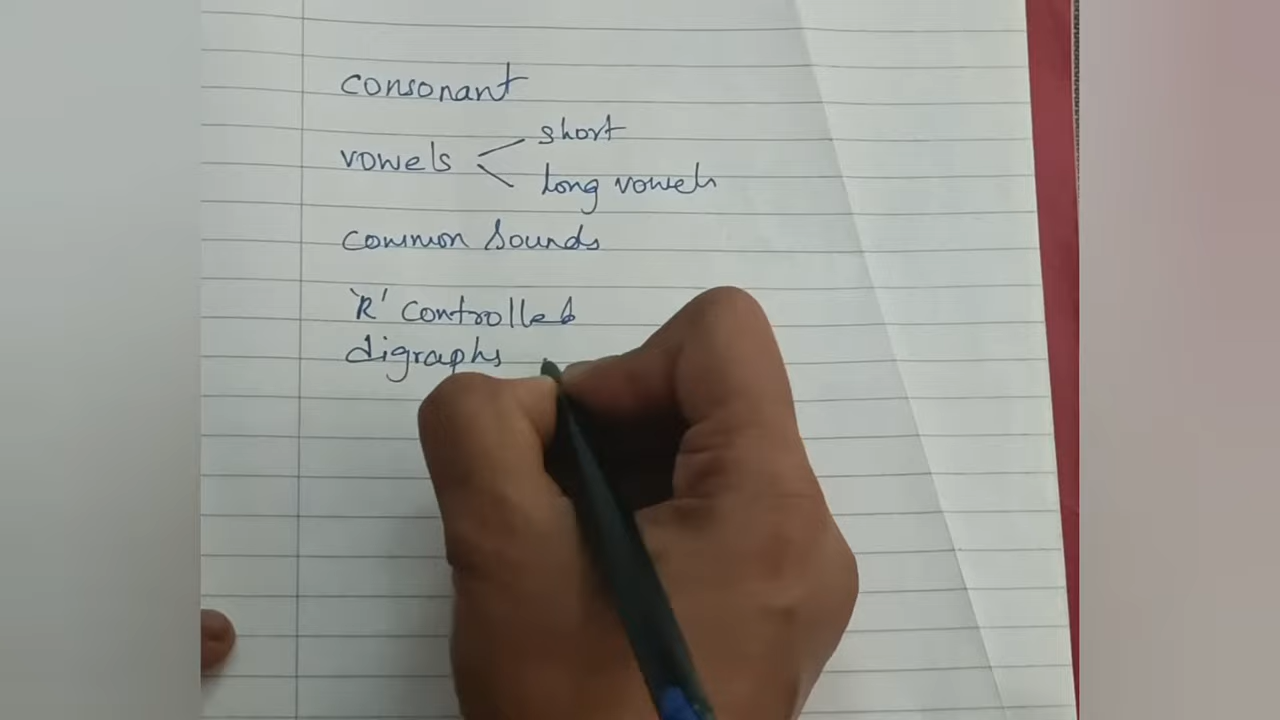 consonant
vowels < short
long vowels
common sounds
'R' controlled
digraphs